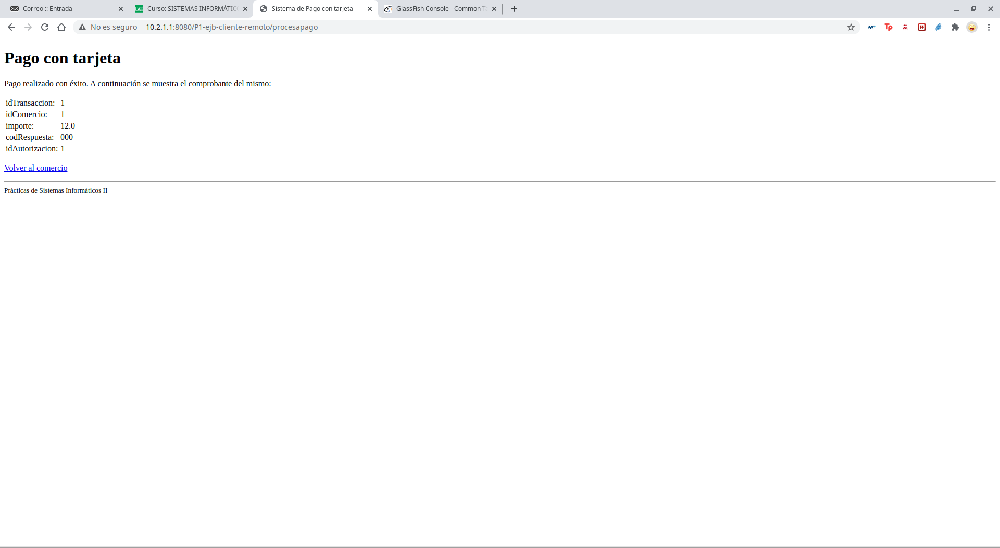 Correo :: Entrada
Curso: SISTEMAS INFORMÁTIC
Sistema de Pago con tarjeta
GlassFish Console - Common T
No es seguro
10.2.1.1:8080/P1-ejb-cliente-remoto/procesapago
Pago con tarjeta
Pago realizado con éxito. A continuación se muestra el comprobante del mismo:
idTransaccion: 1
idComercio: 1
importe: 12.0
codRespuesta: 000
idAutorizacion: 1
Volver al comercio
Prácticas de Sistemas Informáticos II